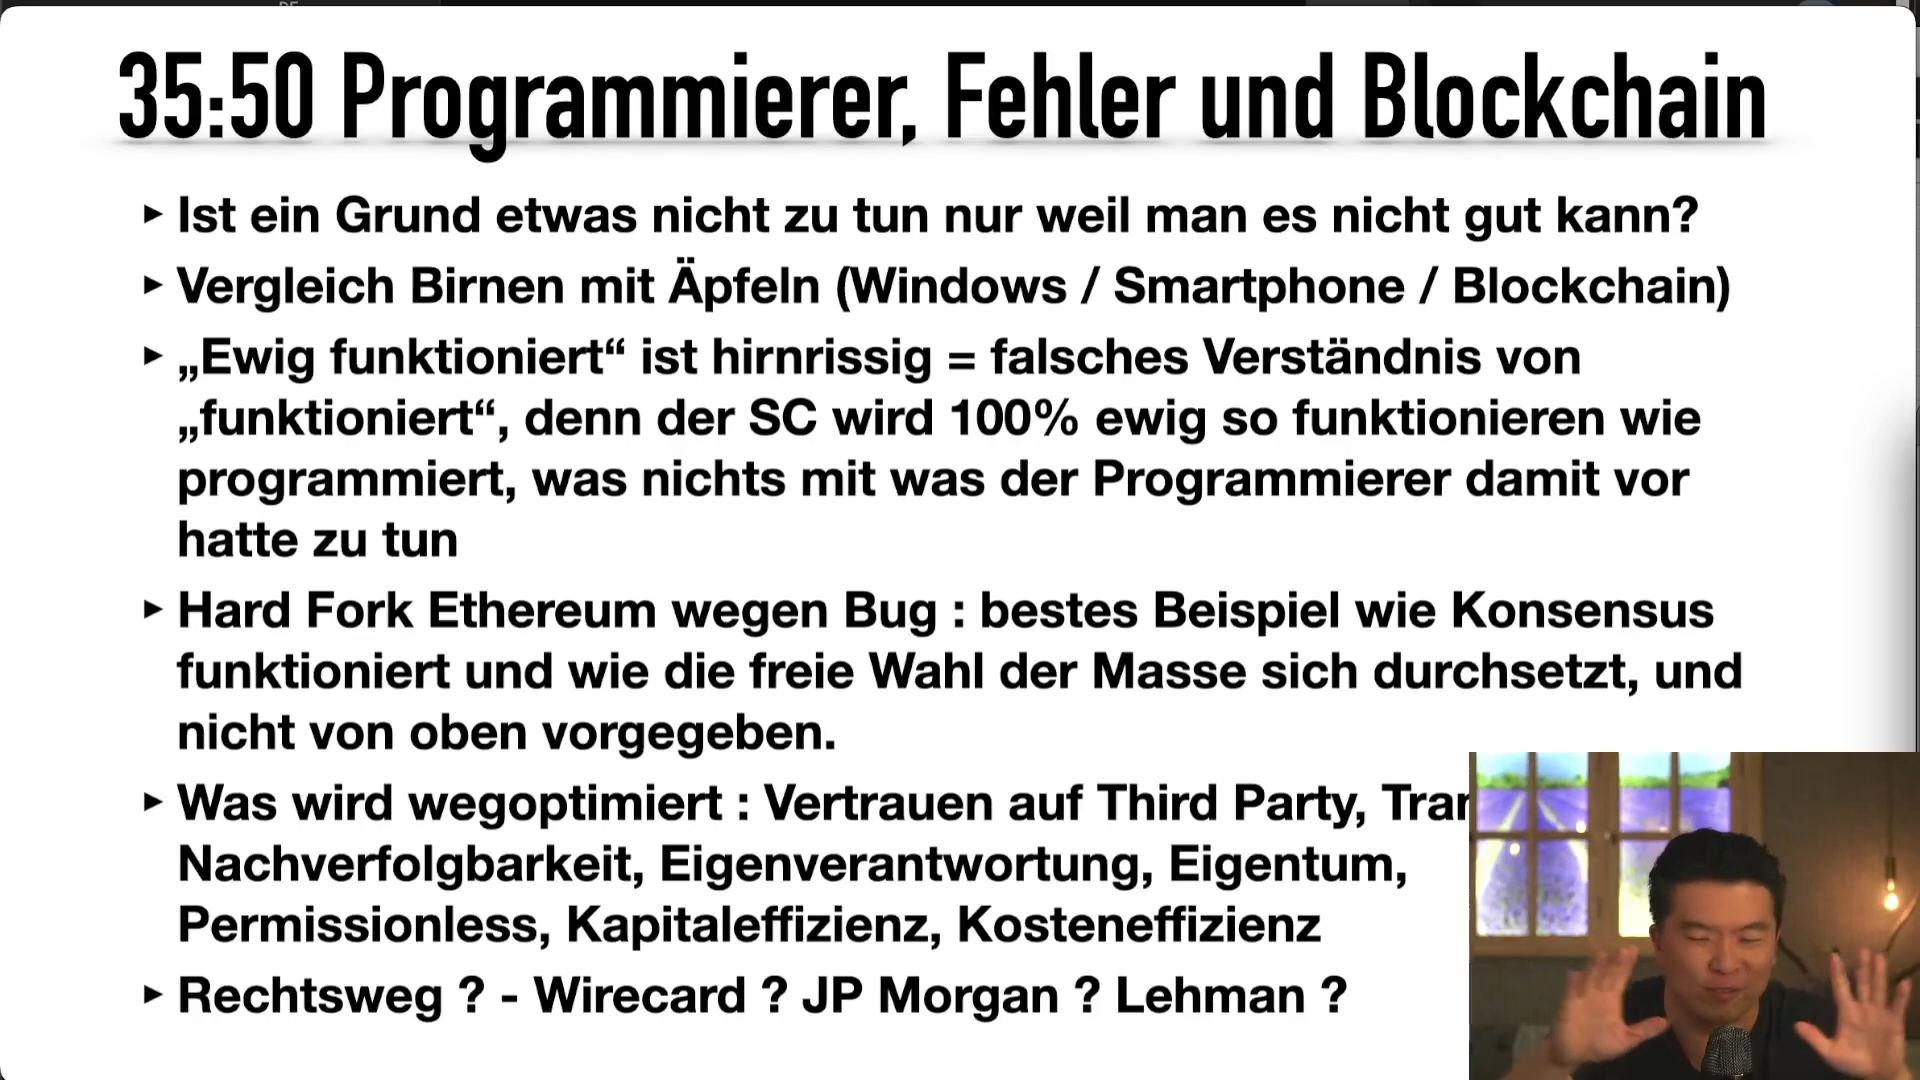 35:50 Programmierer, Fehler und Blockchain
▸ Ist ein Grund etwas nicht zu tun nur weil man es nicht gut kann?
▸ Vergleich Birnen mit Äpfeln (Windows / Smartphone / Blockchain)
▸ „Ewig funktioniert“ ist hirnrissig = falsches Verständnis von
„funktioniert“, denn der SC wird 100% ewig so funktionieren wie
programmiert, was nichts mit was der Programmierer damit vor
hatte zu tun
▸ Hard Fork Ethereum wegen Bug : bestes Beispiel wie Konsensus
funktioniert und wie die freie Wahl der Masse sich durchsetzt, und
nicht von oben vorgegeben.
▸ Was wird wegoptimiert : Vertrauen auf Third Party,
Nachverfolgbarkeit, Eigenverantwortung, Eigentum,
Permissionless, Kapitaleffizienz, Kosteneffizienz
▸ Rechtsweg ? - Wirecard ? JP Morgan ? Lehman ?